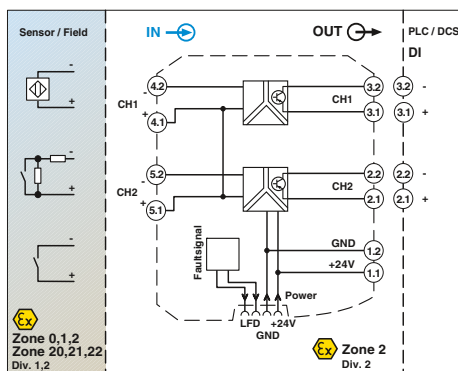 Sensor / Field
IN
OUT
PLC / DCS
DI
-
+
-
+
-
+
4.2
-
CH1
+
4.1
3.2
CH1
3.1
3.2
-
3.1
+
5.2
-
CH2
+
5.1
2.2
CH2
2.1
2.2
-
2.1
+
Faultsignal
GND
1.2
+24V
1.1
Power
LFD
+24V
GND
Ex
Zone 0,1,2
Zone 20,21,22
Div. 1,2
Ex
Zone 2
Div. 2